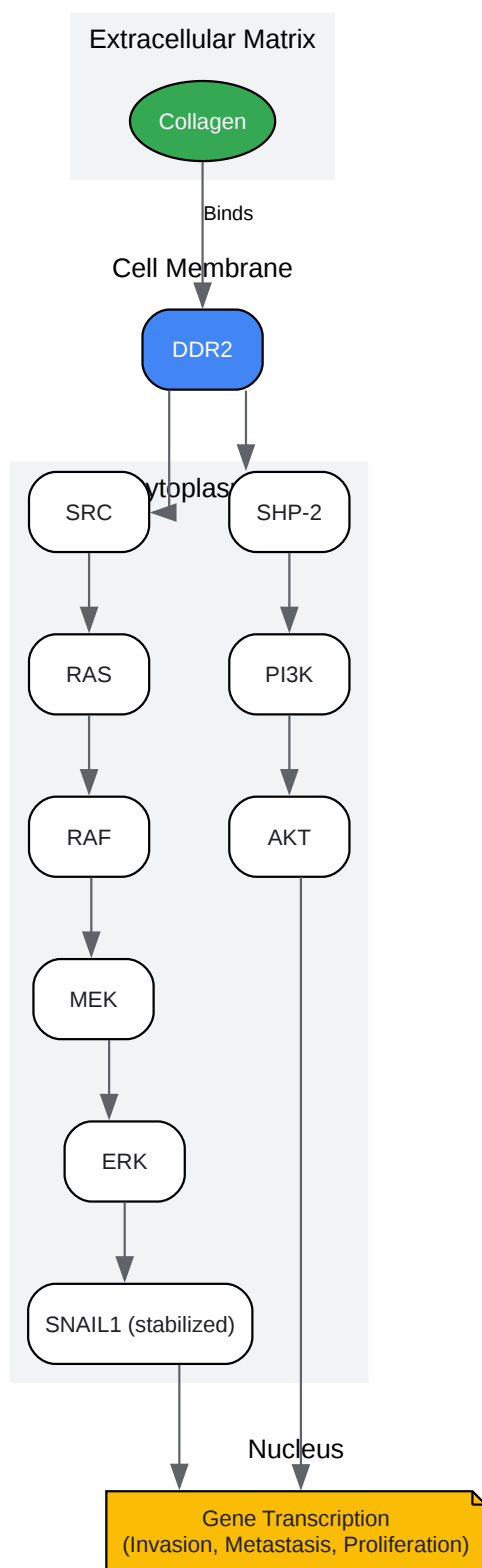 Extracellular Matrix
Collagen
Binds
Cell Membrane
DDR2
ytoplas
SRC
SHP-2
RAS
PI3K
RAF
AKT
MEK
ERK
SNAIL1 (stabilized)
Nucleus
Gene Transcription
(Invasion, Metastasis, Proliferation)